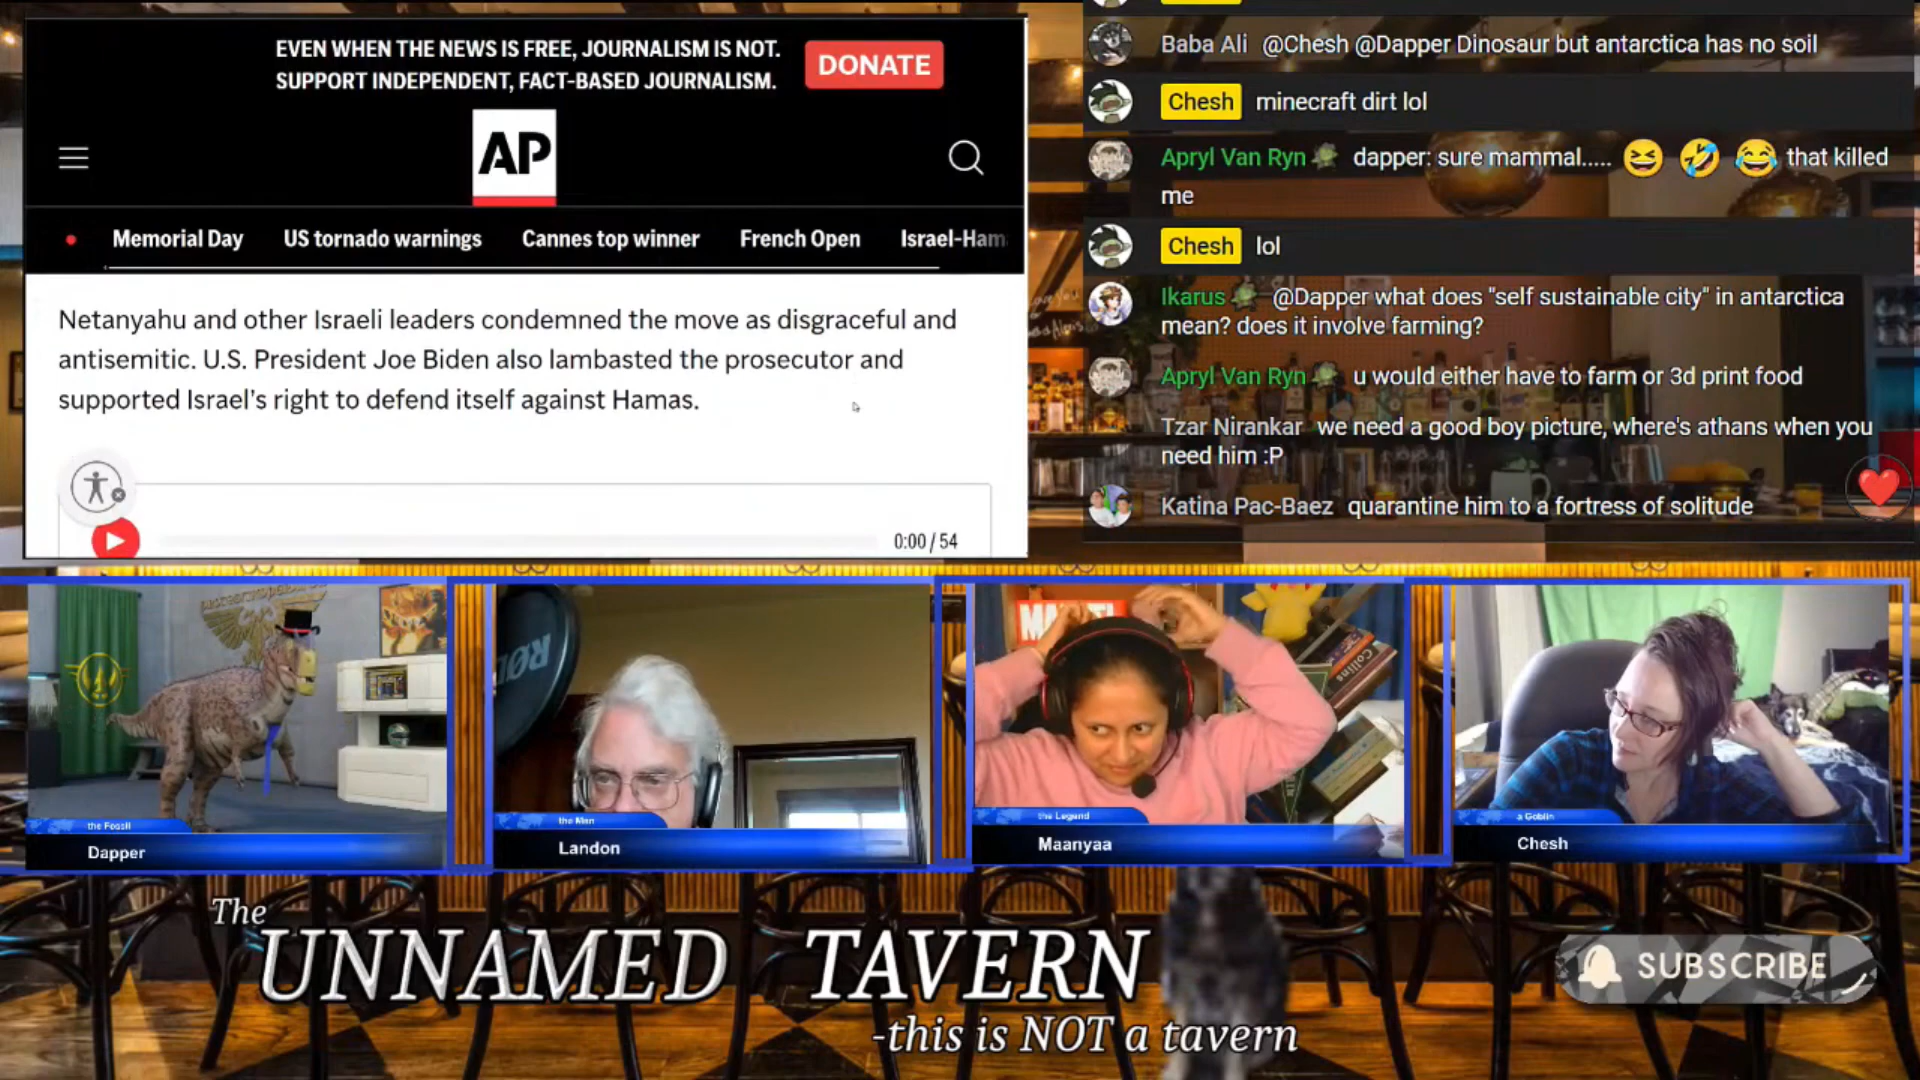 EVEN WHEN THE NEWS IS FREE, JOURNALISM IS NOT.
SUPPORT INDEPENDENT, FACT-BASED JOURNALISM.
DONATE
AP
Memorial Day
US tornado warnings
Cannes top winner
French Open
Israel-Ham
Netanyahu and other Israeli leaders condemned the move as disgraceful and
antisemitic. U.S. President Joe Biden also lambasted the prosecutor and
supported Israel's right to defend itself against Hamas.
0:00 / 54
Baba Ali @Chesh @Dapper Dinosaur but antarctica has no soil
Chesh minecraft dirt lol
Apryl Van Ryn dapper: sure mammal..... 😆 🤣 😂 that killed
me
Chesh lol
Ikarus @Dapper what does "self sustainable city" in antarctica
mean? does it involve farming?
Apryl Van Ryn u would either have to farm or 3d print food
Tzar Nirankar we need a good boy picture, where's athans when you
need him :P
Katina Pac-Baez quarantine him to a fortress of solitude
the Fossil
Dapper
RØD
the Man
Landon
Collins
the Legend
Maanyaa
a Goblin
Chesh
The
UNNAMED TAVERN
-this is NOT a tavern
SUBSCRIBE